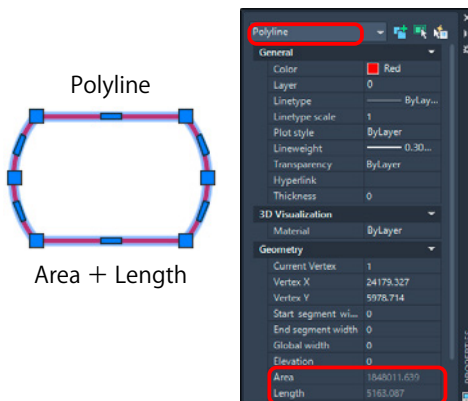 Polyline
Area + Length
Polyline
General
Color Red
Layer 0
Linetype ByLay...
Linetype scale 1
Plot style ByLayer
Lineweight 0.30...
Transparency ByLayer
Hyperlink
Thickness 0
3D Visualization
Material ByLayer
Geometry
Current Vertex 1
Vertex X 24179.327
Vertex Y 5978.714
Start segment wi... 0
End segment width 0
Global width 0
Elevation 0
Area 1848011.639
Length 5163.087
PROPERTIES